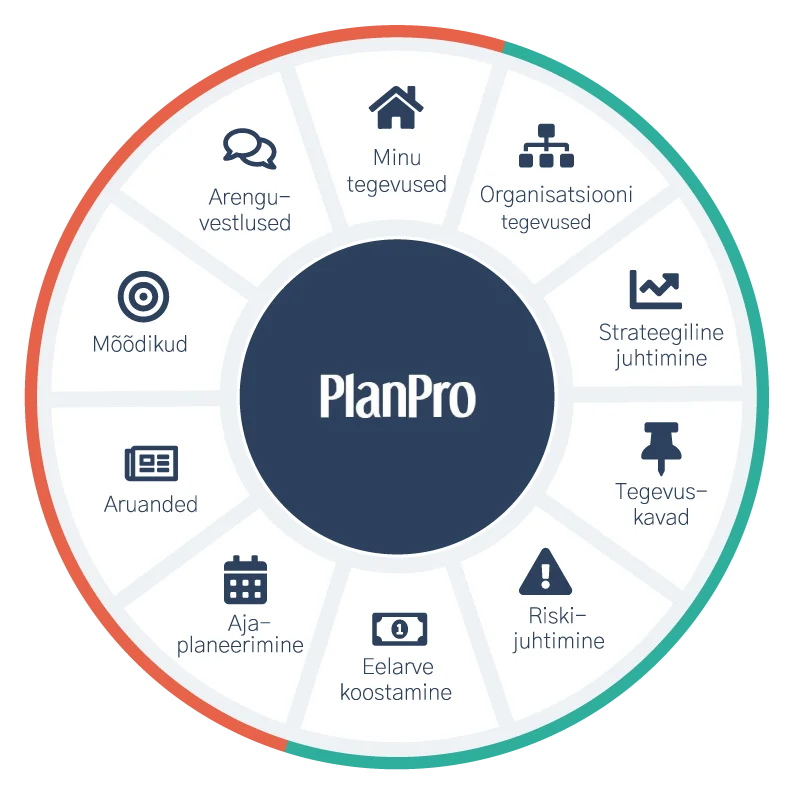 Minu
tegevused
Organisatsiooni
tegevused
Strateegiline
juhtimine
Tegevus-
kavad
Riski-
juhtimine
Eelarve
koostamine
Aja-
planeerimine
Aruanded
Mõõdikud
Arengu-
vestlused
PlanPro
1